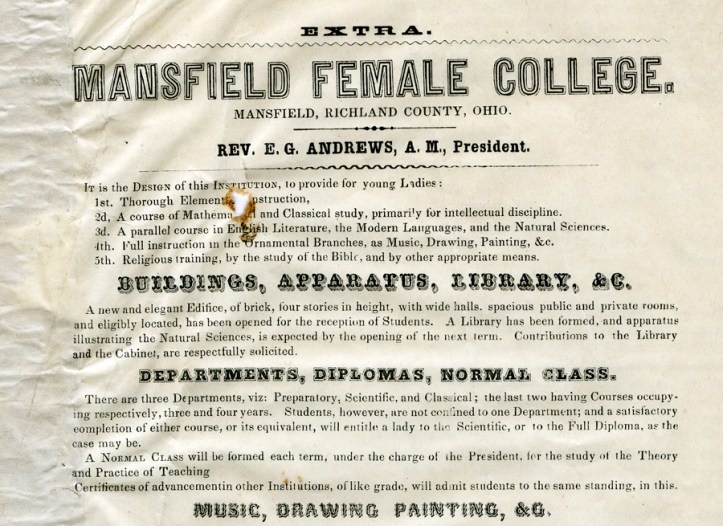 EXTRA.
MANSFIELD FEMALE COLLEGE.
MANSFIELD, RICHLAND COUNTY, OHIO.
REV. E. G. ANDREWS, A. M., President.
IT is the DESIGN of this INSTITUTION, to provide for young Ladies :
1st. Thorough Element struction,
2d, A course of Mathem and Classical study, primarily for intellectual discipline.
3d. A parallel course in English Literature, the Modern Languages, and the Natural Sciences.
4th. Full instruction in the Ornamental Branches, as Music, Drawing, Painting, &c.
5th. Religious training, by the study of the Bible, and by other appropriate means.
BUILDINGS, APPARATUS, LIBRARY, &C.
A new and elegant Edifice, of brick, four stories in height, with wide halls. spacious public and private rooms,
and eligibly located, has been opened for the reception of Students. A Library has been formed, and apparatus
illustrating the Natural Sciences, is expected by the opening of the next term. Contributions to the Library
and the Cabinet, are respectfully solicited.
DEPARTMENTS, DIPLOMAS, NORMAL CLASS.
There are three Departments, viz: Preparatory, Scientific, and Classical; the last two having Courses occupy-
ing respectively, three and four years. Students, however, are not confined to one Department; and a satisfactory
completion of either course, or its equivalent, will entitle a lady to the Scientific, or to the Full Diploma, as the
case may be.
A NORMAL CLASS will be formed each term, under the charge of the President, for the study of the Theory
and Practice of Teaching
Certificates of advancementin other Institutions, of like grade, will admit students to the same standing, in this.
MUSIC, DRAWING PAINTING, &C.